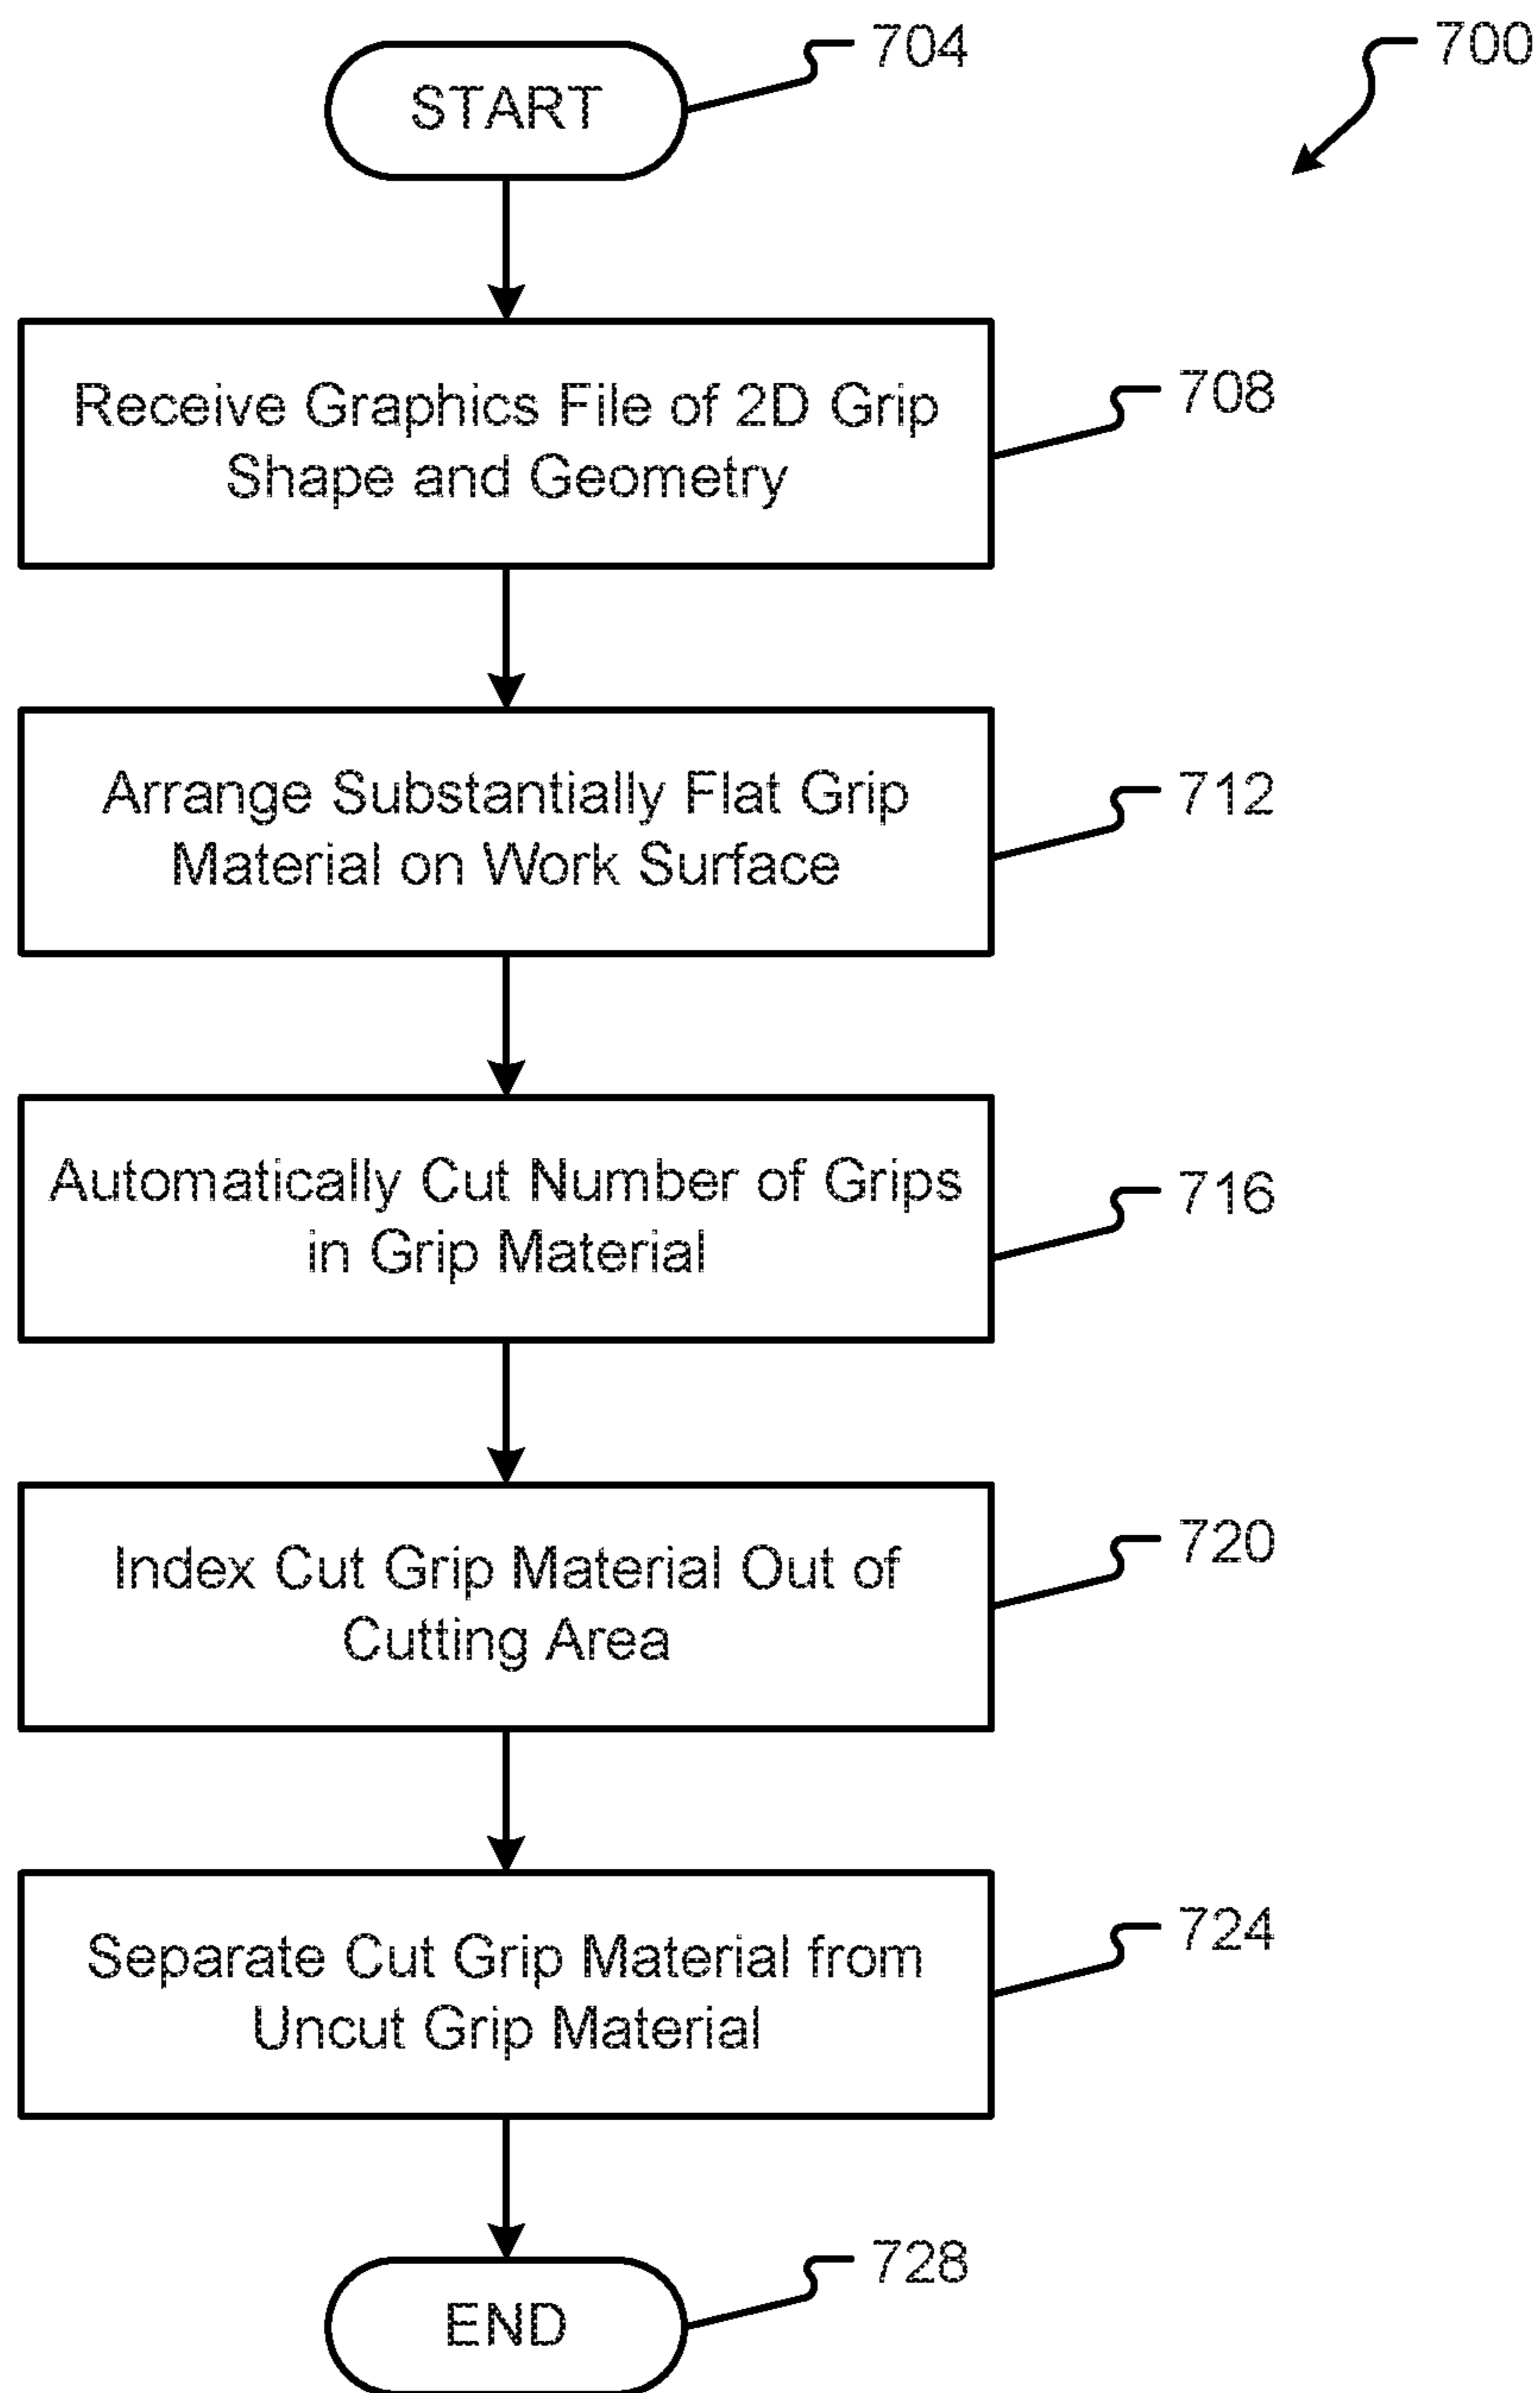 704
700
START
Receive Graphics File of 2D Grip
Shape and Geometry
708
Arrange Substantially Flat Grip
Material on Work Surface
712
Automatically Cut Number of Grips
in Grip Material
716
Index Cut Grip Material Out of
Cutting Area
720
Separate Cut Grip Material from
Uncut Grip Material
724
728
END